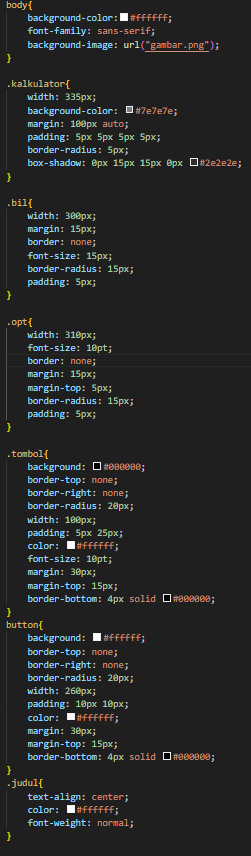 body{
background-color: #ffffff;
font-family: sans-serif;
background-image: url("gambar.png");
}
.kalkulator{
width: 335px;
background-color: #7e7e7e;
margin: 100px auto;
padding: 5px 5px 5px 5px;
border-radius: 5px;
box-shadow: 0px 15px 15px 0px #2e2e2e;
}
.bil{
width: 300px;
margin: 15px;
border: none;
font-size: 15px;
border-radius: 15px;
padding: 5px;
}
.opt{
width: 310px;
font-size: 10pt;
border: none;
margin: 15px;
margin-top: 5px;
border-radius: 15px;
padding: 5px;
}
.tombol{
background: #000000;
border-top: none;
border-right: none;
border-radius: 20px;
width: 100px;
padding: 5px 25px;
color: #ffffff;
font-size: 10pt;
margin: 30px;
margin-top: 15px;
border-bottom: 4px solid #000000;
}
button{
background: #ffffff;
border-top: none;
border-right: none;
border-radius: 20px;
width: 260px;
padding: 10px 10px;
color: #ffffff;
margin: 30px;
margin-top: 15px;
border-bottom: 4px solid #000000;
}
.judul{
text-align: center;
color: #ffffff;
font-weight: normal;
}